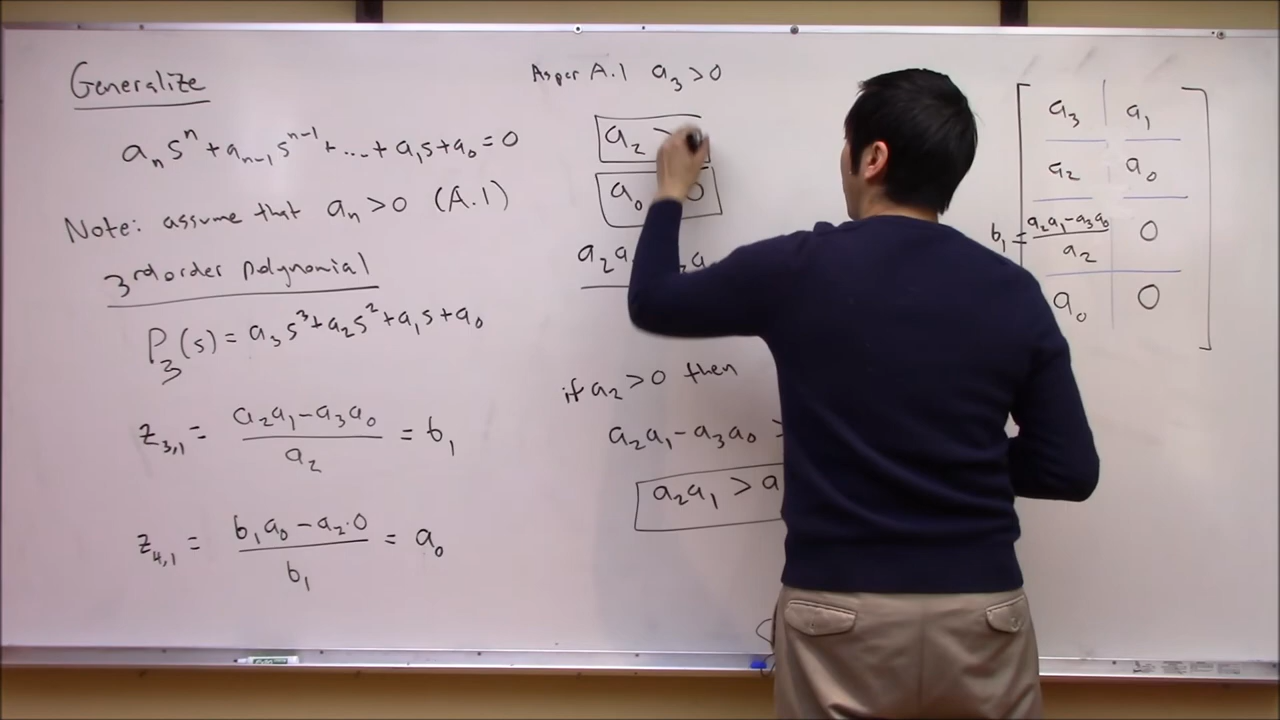 Generalize
aₙsⁿ + aₙ₋₁sⁿ⁻¹ + ... + a₁s + a₀ = 0
Note: assume that aₙ > 0 (A.1)
3rd order polynomial
P₃(s) = a₃s³ + a₂s² + a₁s + a₀
z₃,₁ = (a₂a₁ - a₃a₀) / a₂ = b₁
z₄,₁ = (b₁a₀ - a₂·0) / b₁ = a₀
As per A.1 a₃ > 0
a₂ >
a₀ 0
a₂a
if a₂ > 0 then
a₂a₁ - a₃a₀ >
a₂a₁ > a
a₃ a₁
a₂ a₀
b₁ = (a₂a₁ - a₃a₀) / a₂ 0
a₀ 0